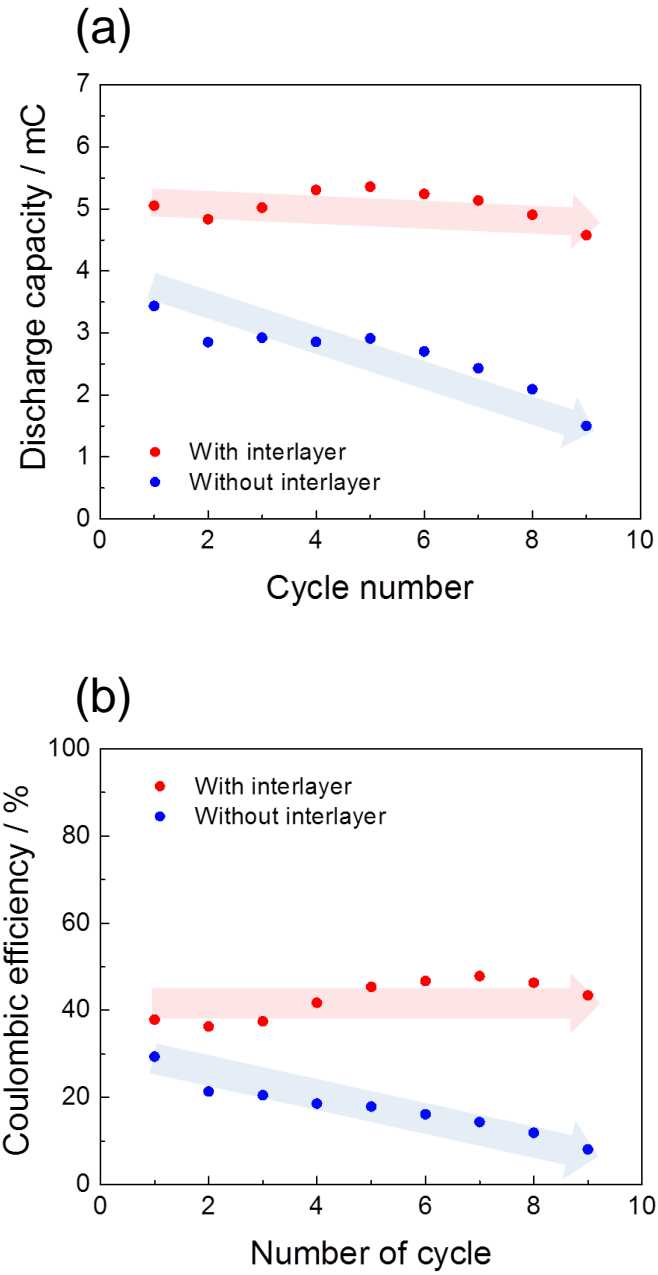 (a)
7
6
5
4
3
2
1
0
Discharge capacity / mC
With interlayer
Without interlayer
0 2 4 6 8 10
Cycle number
(b)
100
80
60
40
20
0
Coulombic efficiency / %
With interlayer
Without interlayer
0 2 4 6 8 10
Number of cycle